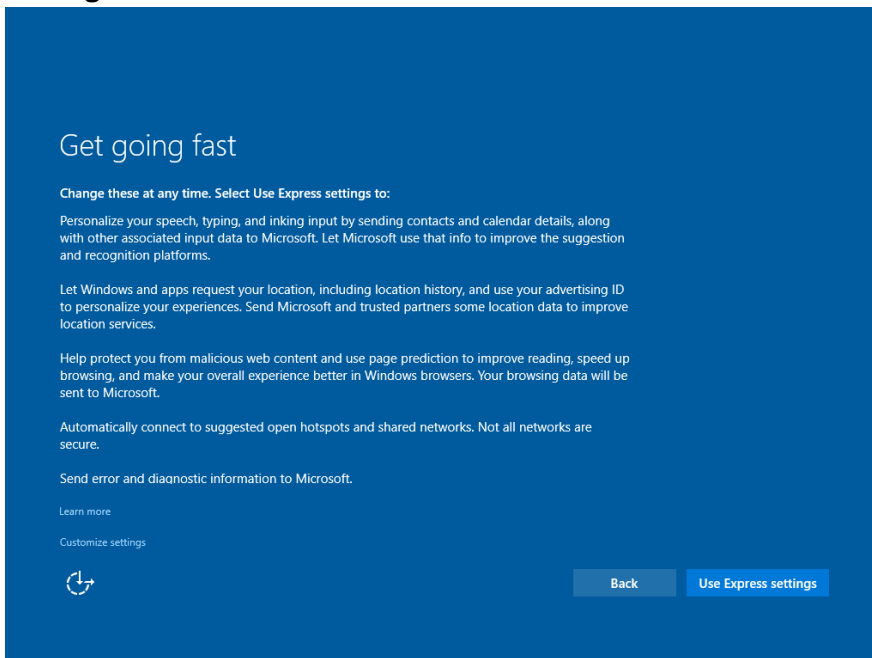 Get going fast
Change these at any time. Select Use Express settings to:
Personalize your speech, typing, and inking input by sending contacts and calendar details, along
with other associated input data to Microsoft. Let Microsoft use that info to improve the suggestion
and recognition platforms.
Let Windows and apps request your location, including location history, and use your advertising ID
to personalize your experiences. Send Microsoft and trusted partners some location data to improve
location services.
Help protect you from malicious web content and use page prediction to improve reading, speed up
browsing, and make your overall experience better in Windows browsers. Your browsing data will be
sent to Microsoft.
Automatically connect to suggested open hotspots and shared networks. Not all networks are
secure.
Send error and diagnostic information to Microsoft.
Learn more
Customize settings
Back
Use Express settings